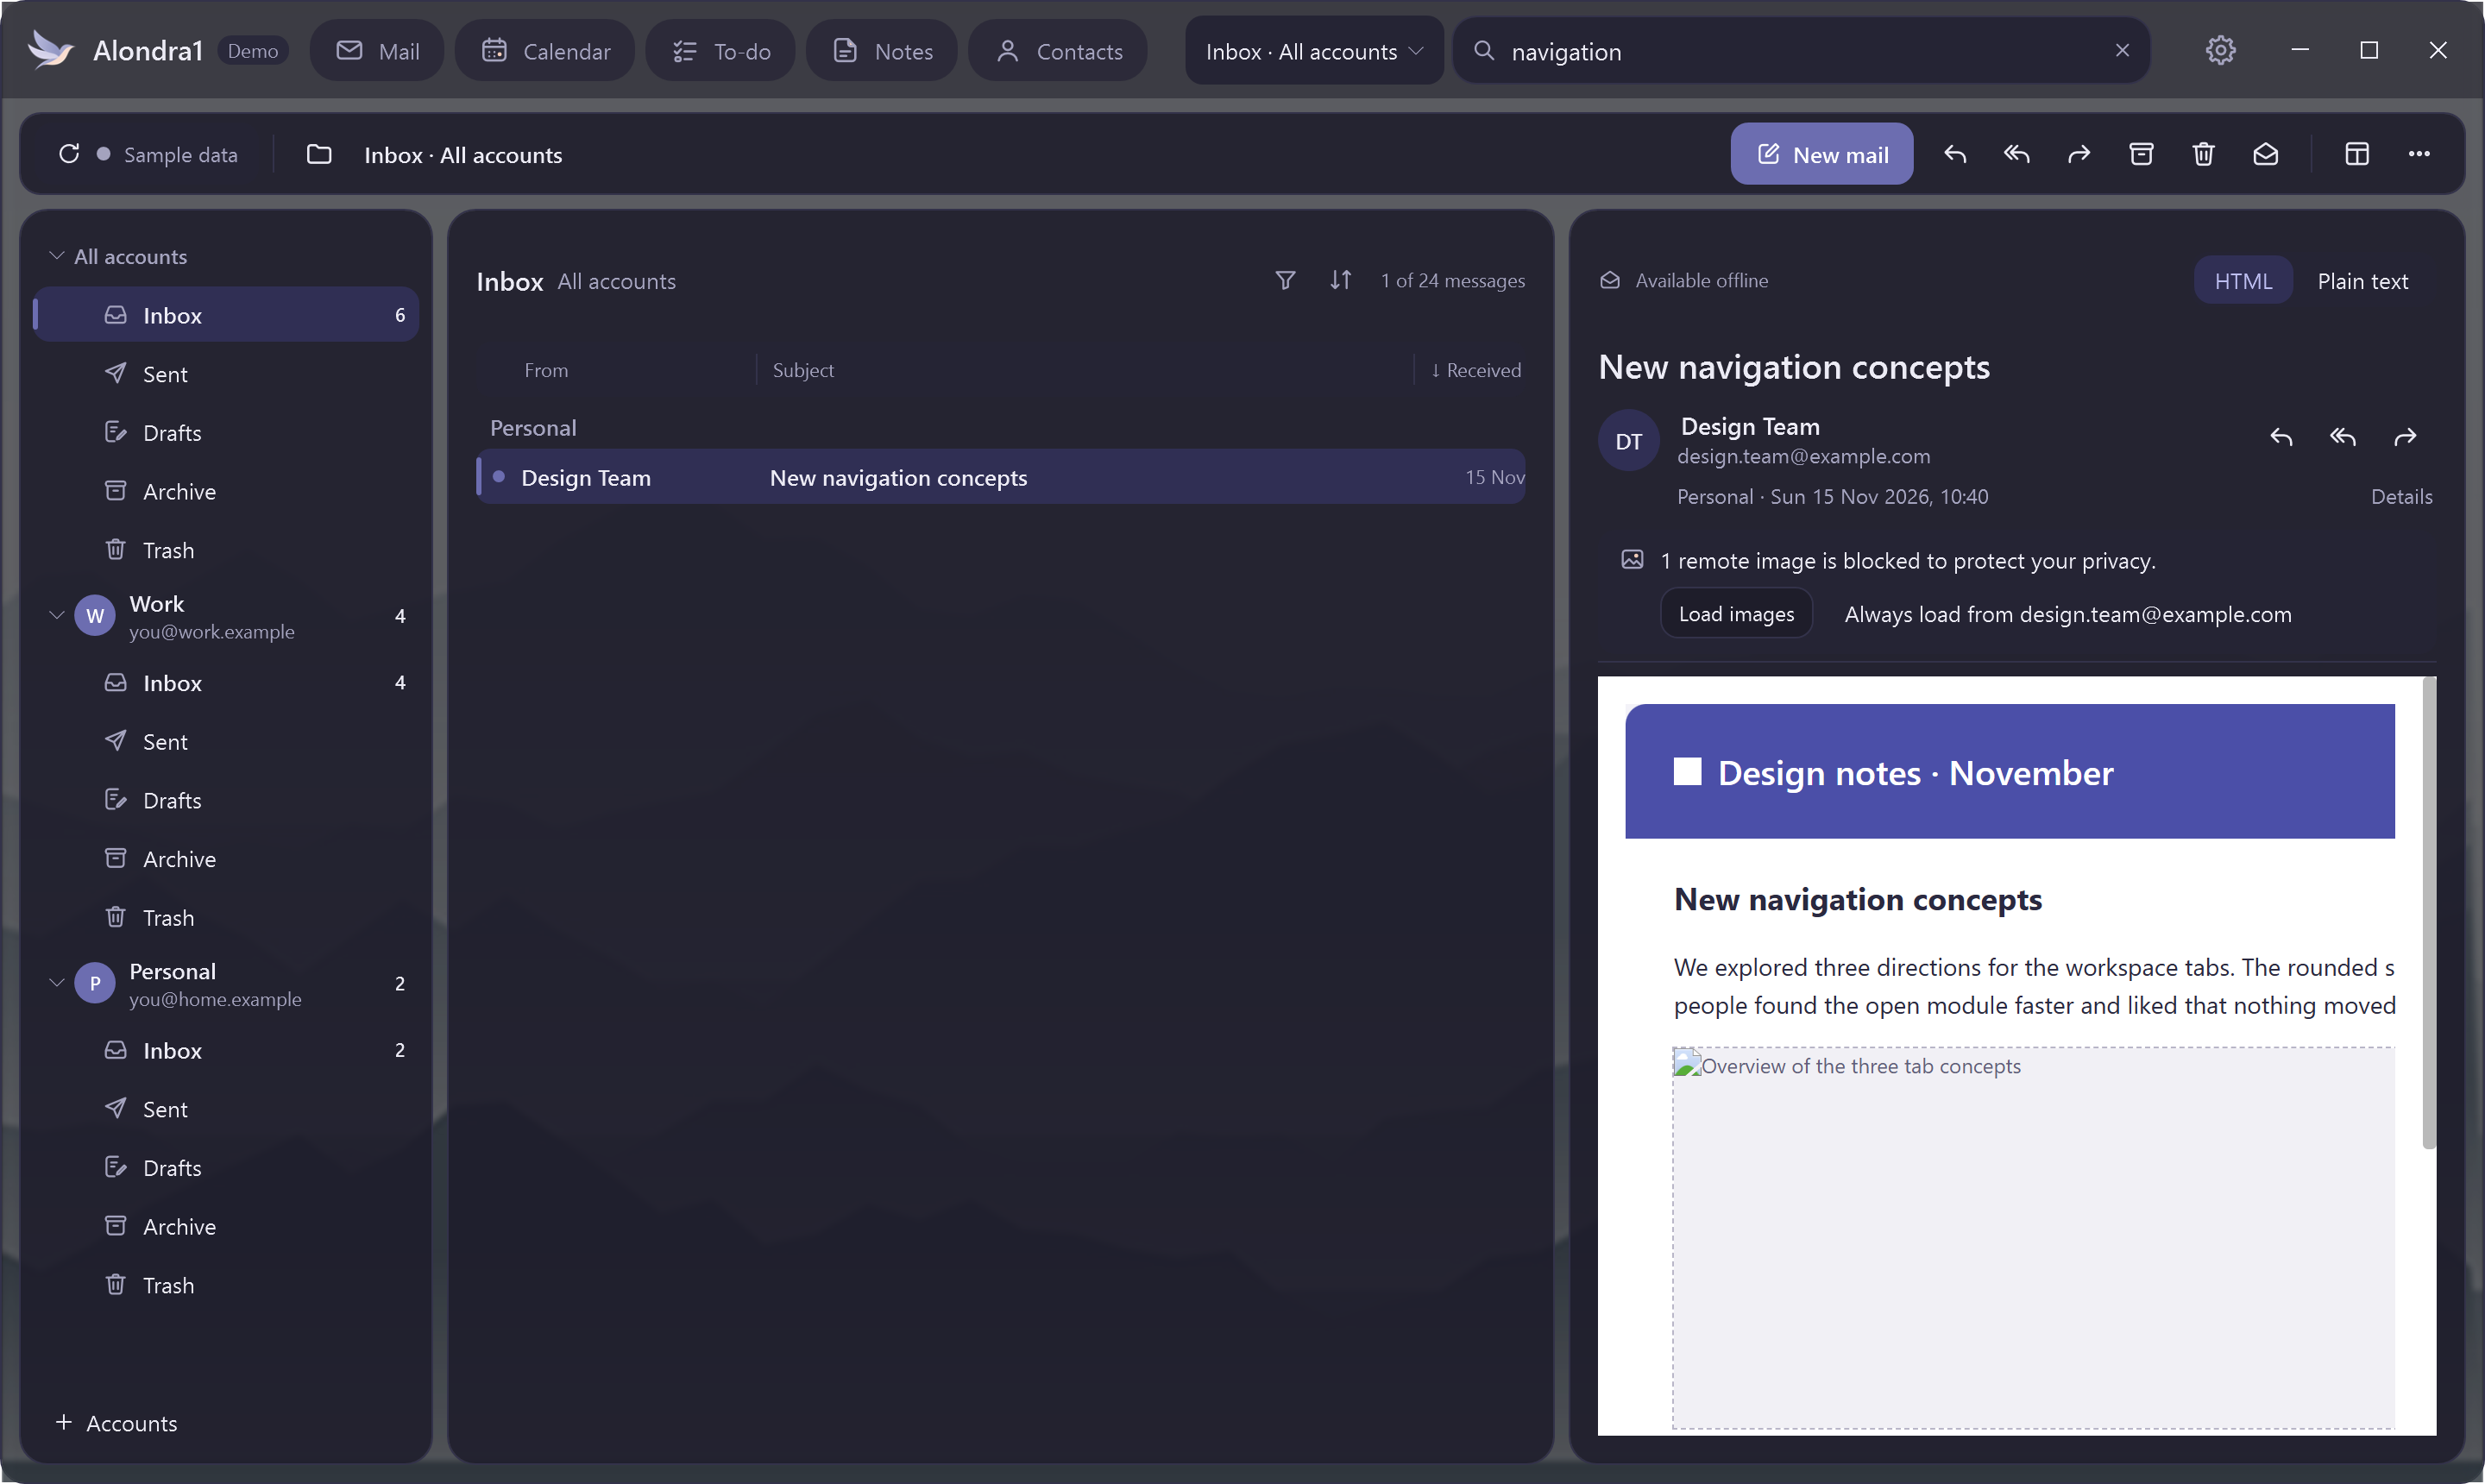 Alondra1
Demo
Mail
Calendar
To-do
Notes
Contacts
Inbox · All accounts
navigation
Sample data
Inbox · All accounts
New mail
All accounts
Inbox 6
Sent
Drafts
Archive
Trash
W
Work 4
you@work.example
Inbox 4
Sent
Drafts
Archive
Trash
P
Personal 2
you@home.example
Inbox 2
Sent
Drafts
Archive
Trash
+ Accounts
Inbox All accounts
1 of 24 messages
From Subject ↓ Received
Personal
Design Team New navigation concepts 15 Nov
Available offline
HTML
Plain text
New navigation concepts
DT
Design Team
design.team@example.com
Personal · Sun 15 Nov 2026, 10:40
Details
1 remote image is blocked to protect your privacy.
Load images
Always load from design.team@example.com
Design notes · November
New navigation concepts
We explored three directions for the workspace tabs. The rounded s
people found the open module faster and liked that nothing moved
Overview of the three tab concepts